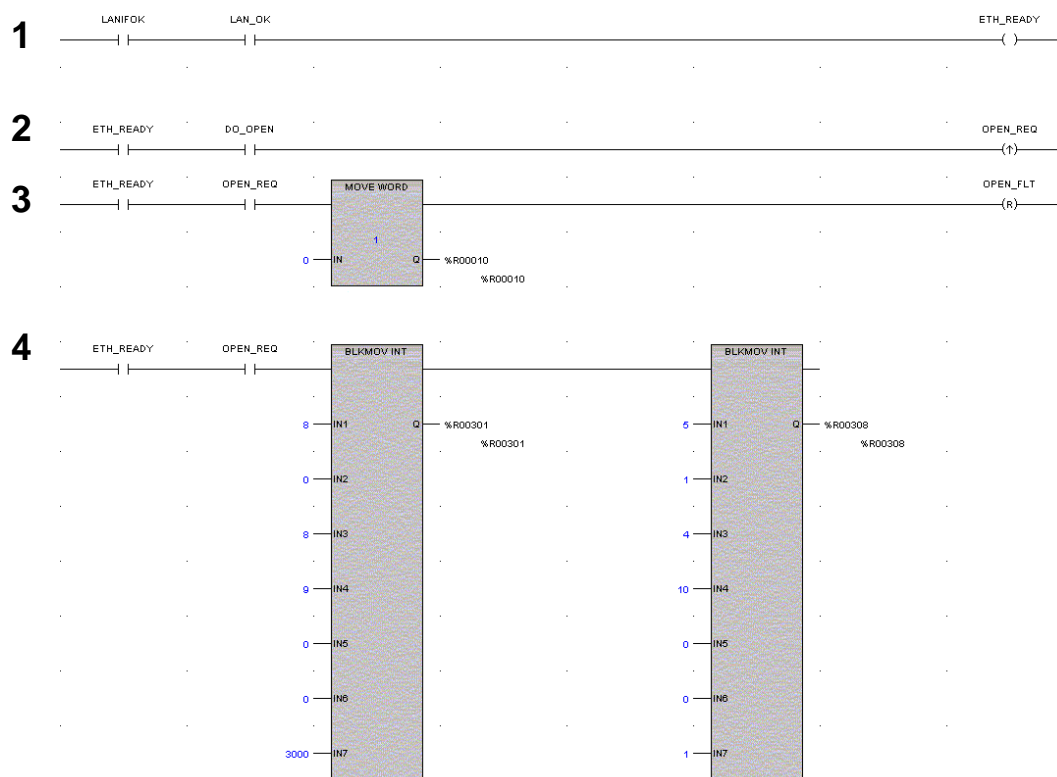 1
LANIFOK LAN_OK ETH_READY
2
ETH_READY DO_OPEN OPEN_REQ
(↑)
3
ETH_READY OPEN_REQ MOVE WORD OPEN_FLT
(R)
1
0 IN Q %R00010
%R00010
4
ETH_READY OPEN_REQ BLKMOV INT BLKMOV INT
8 IN1 Q %R00301 5 IN1 Q %R00308
%R00301 %R00308
0 IN2 1 IN2
8 IN3 4 IN3
9 IN4 10 IN4
0 IN5 0 IN5
0 IN6 0 IN6
3000 IN7 1 IN7